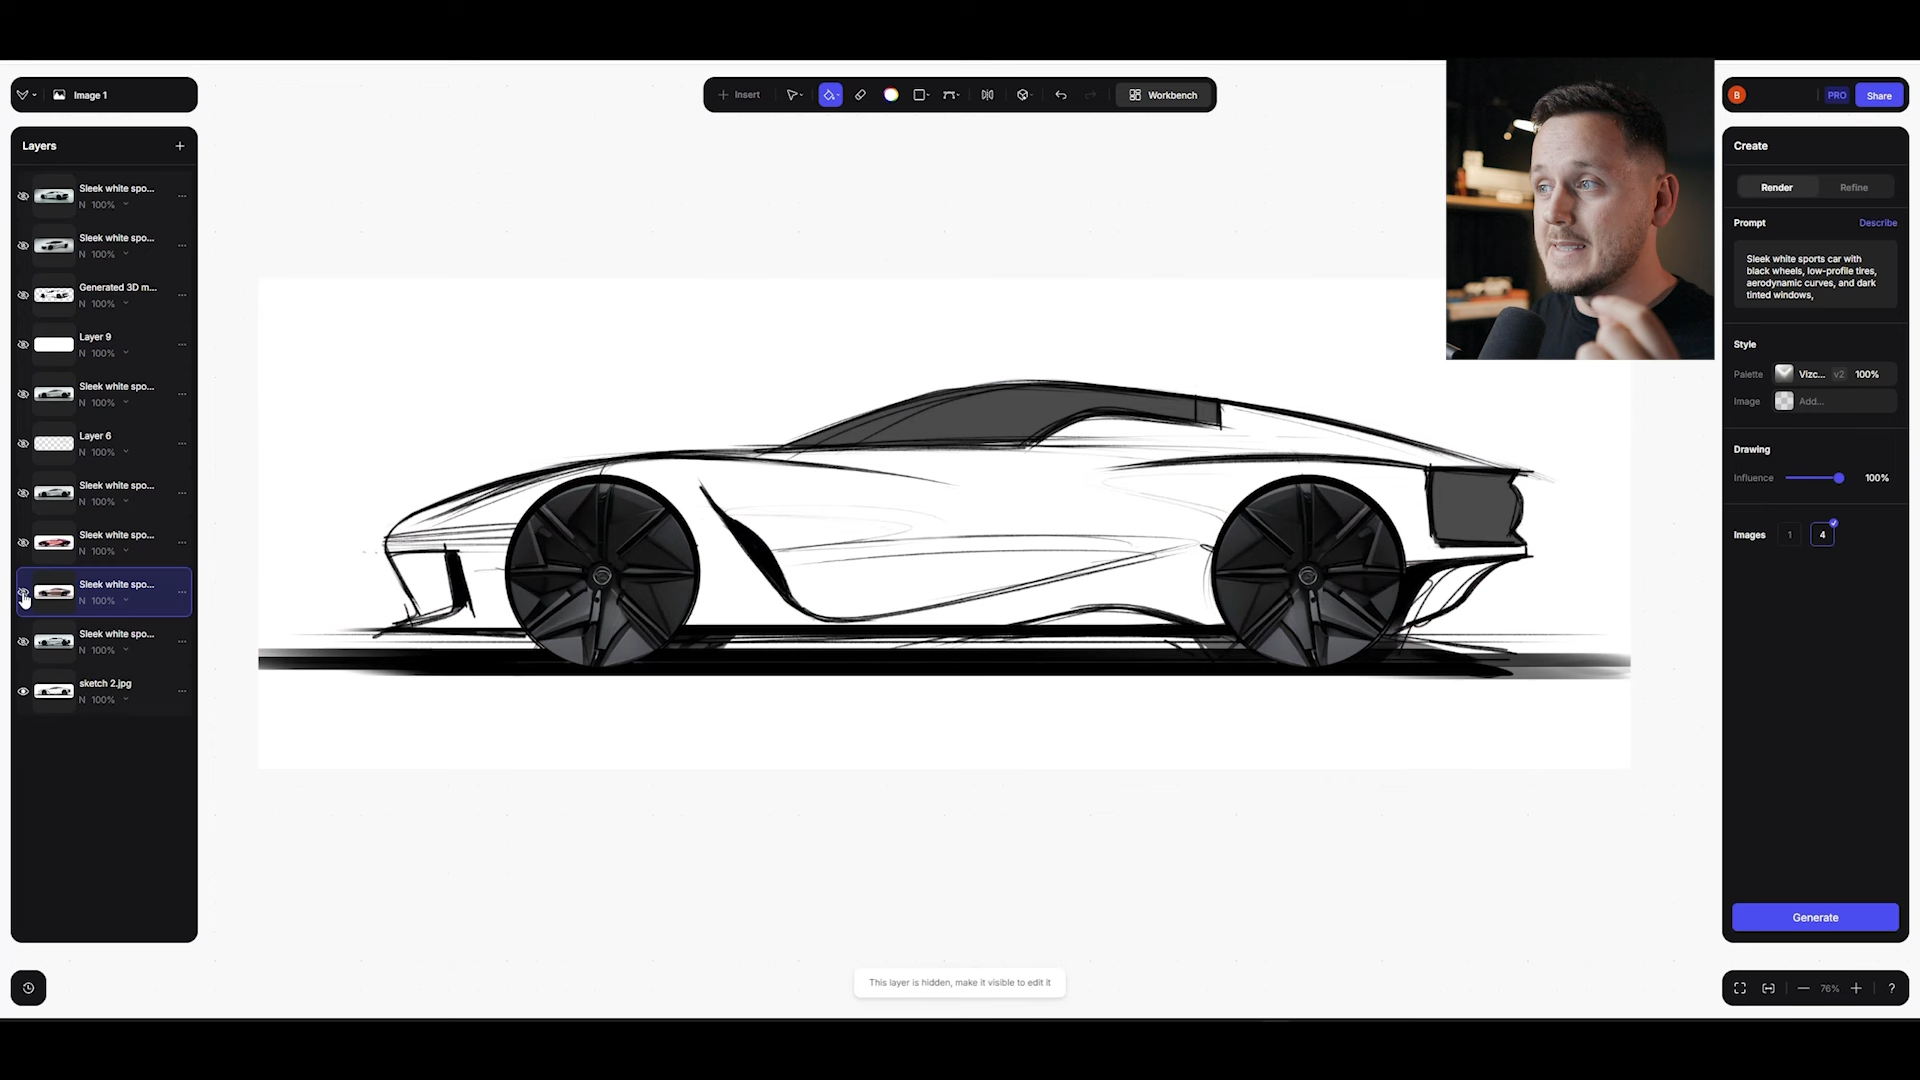 Image 1
Insert
Workbench
B
PRO
Share
Layers
Sleek white spo...
N 100%
Sleek white spo...
N 100%
Generated 3D m...
N 100%
Layer 9
N 100%
Sleek white spo...
N 100%
Layer 6
N 100%
Sleek white spo...
N 100%
Sleek white spo...
N 100%
Sleek white spo...
N 100%
Sleek white spo...
N 100%
sketch 2.jpg
N 100%
Create
Render Refine
Prompt Describe
Sleek white sports car with
black wheels, low-profile tires,
aerodynamic curves, and dark
tinted windows,
Style
Palette Vizc... v2 100%
Image Add...
Drawing
Influence 100%
Images 1 4
Generate
This layer is hidden, make it visible to edit it
76% ?